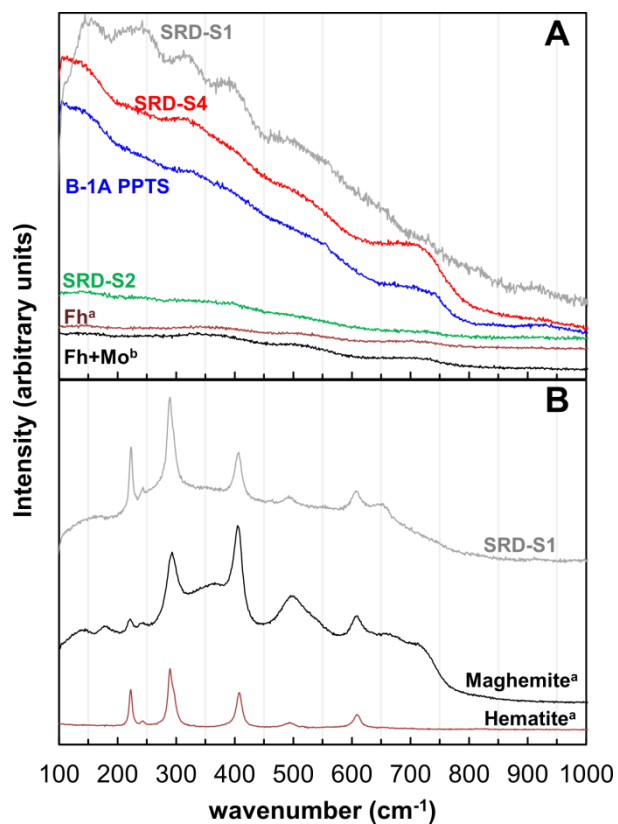 A
SRD-S1
SRD-S4
B-1A PPTS
SRD-S2
Fhᵃ
Fh+Moᵇ
Intensity (arbitrary units)
B
SRD-S1
Maghemiteᵃ
Hematiteᵃ
100 200 300 400 500 600 700 800 900 1000
wavenumber (cm⁻¹)